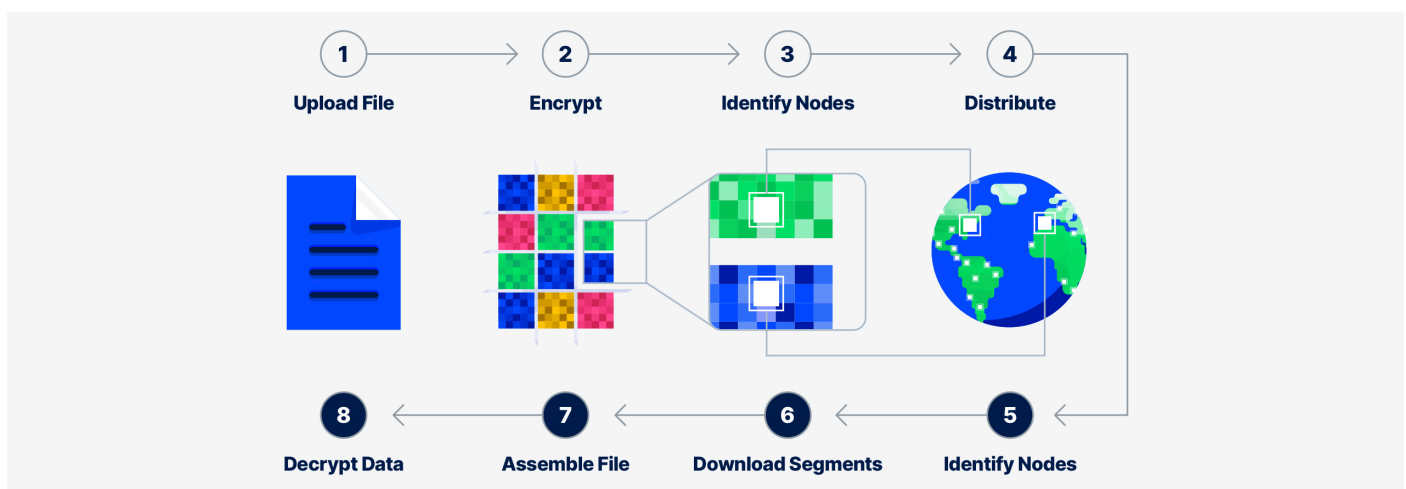 1
2
3
4
Upload File
Encrypt
Identify Nodes
Distribute
8
7
6
5
Decrypt Data
Assemble File
Download Segments
Identify Nodes